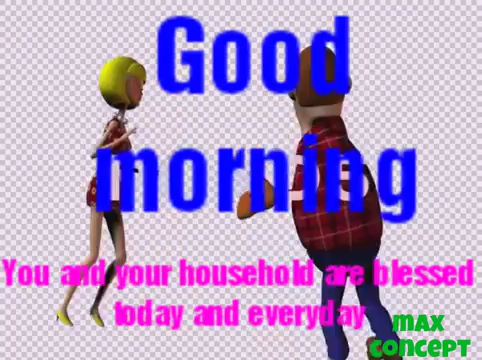 Good
morning
You and your household are blessed
today and everyday
max
concept